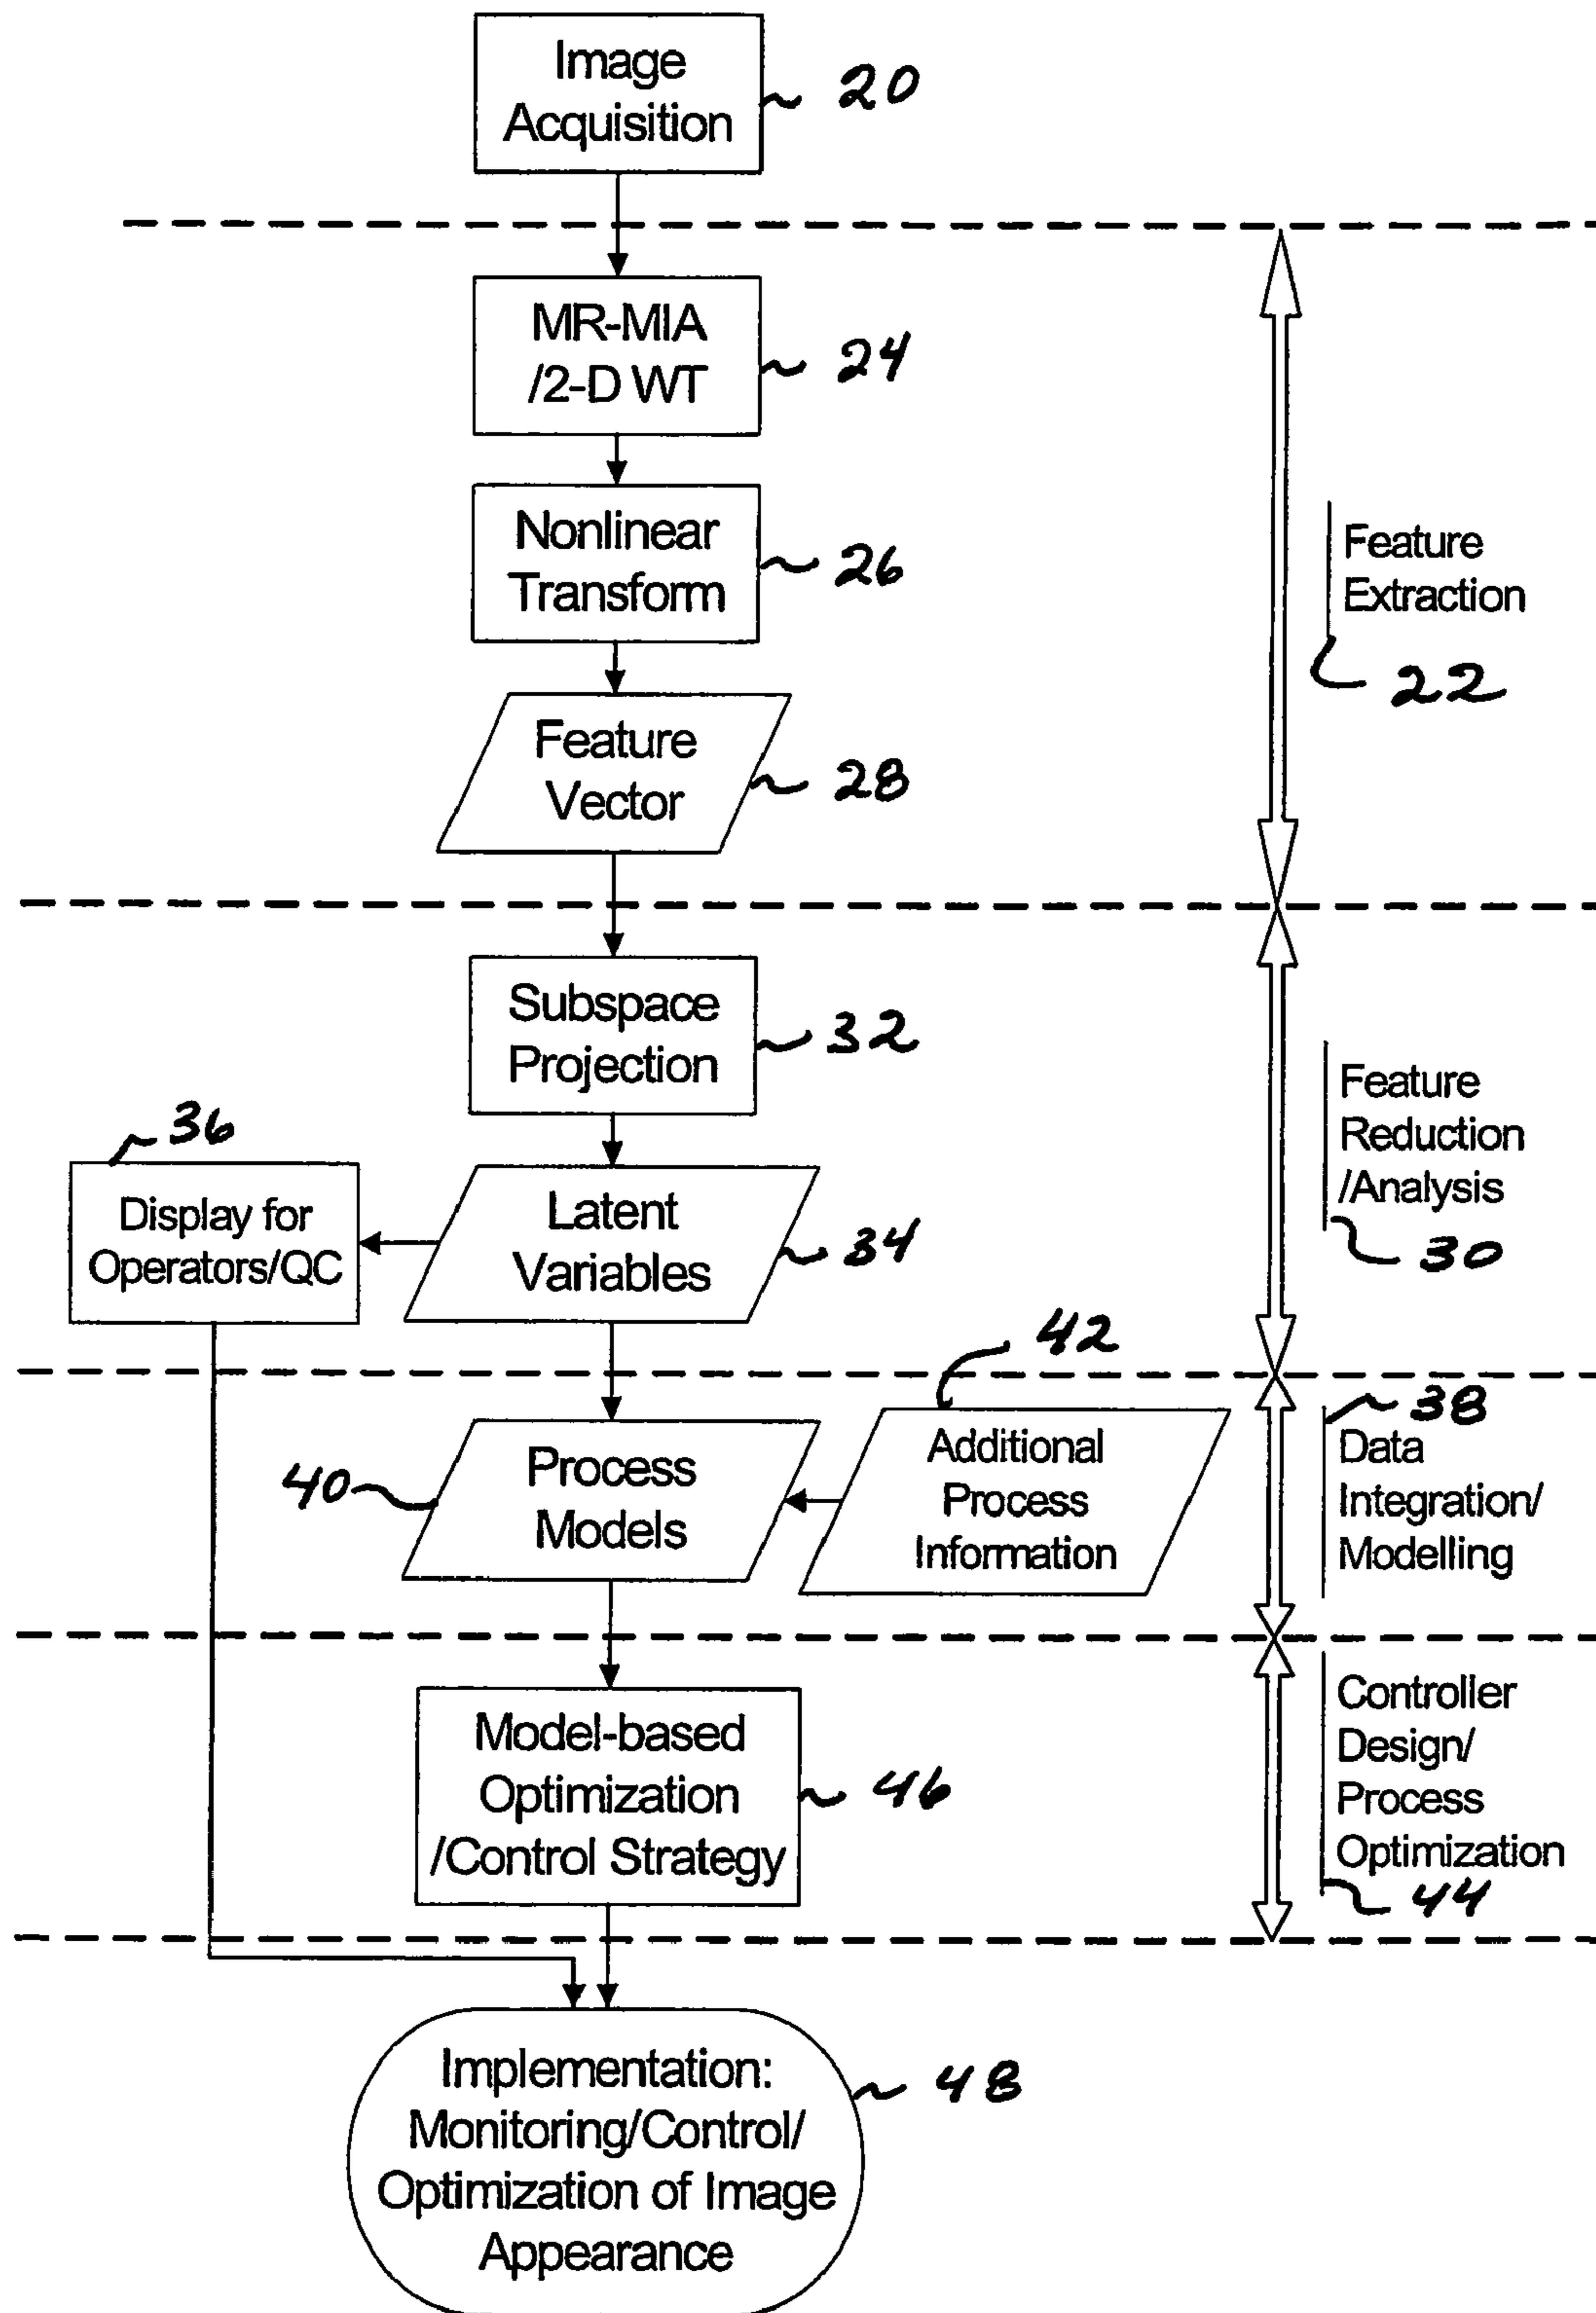 Image
Acquisition
20
MR-MIA
/2-D WT
24
Nonlinear
Transform
26
Feature
Extraction
22
Feature
Vector
28
Subspace
Projection
32
Feature
Reduction
/Analysis
30
36
Display for
Operators/QC
Latent
Variables
34
42
38
Process
Models
40
Additional
Process
Information
Data
Integration/
Modelling
Model-based
Optimization
/Control Strategy
46
Controller
Design/
Process
Optimization
44
Implementation:
Monitoring/Control/
Optimization of Image
Appearance
48